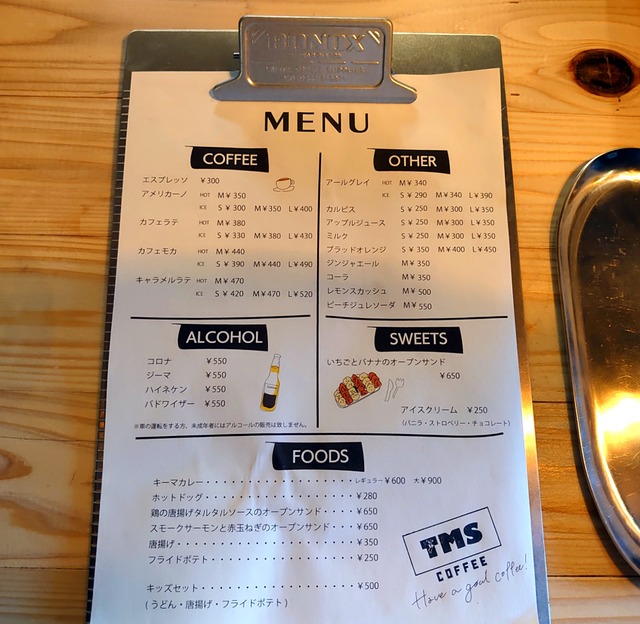 BONIX
MENU
COFFEE
エスプレッソ ¥300
アメリカーノ HOT M¥350
ICE S¥300 M¥350 L¥400
カフェラテ HOT M¥380
ICE S¥330 M¥380 L¥430
カフェモカ HOT M¥440
ICE S¥390 M¥440 L¥490
キャラメルラテ HOT M¥470
ICE S¥420 M¥470 L¥520
OTHER
アールグレイ HOT M¥340
ICE S¥290 M¥340 L¥390
カルピス S¥250 M¥300 L¥350
アップルジュース S¥250 M¥300 L¥350
ミルク S¥250 M¥300 L¥350
ブラッドオレンジ S¥350 M¥400 L¥450
ジンジャエール M¥350
コーラ M¥350
レモンスカッシュ M¥500
ピーチジュレソーダ M¥550
ALCOHOL
コロナ ¥550
ジーマ ¥550
ハイネケン ¥550
バドワイザー ¥550
※車の運転をする方、未成年者にはアルコールの販売は致しません。
SWEETS
いちごとバナナのオープンサンド
¥650
アイスクリーム ¥250
(バニラ・ストロベリー・チョコレート)
FOODS
キーマカレー・・・・・・・・・・・・・・・・レギュラー¥600 大¥900
ホットドッグ・・・・・・・・・・・・・・・・¥280
鶏の唐揚げタルタルソースのオープンサンド・・・・¥650
スモークサーモンと赤玉ねぎのオープンサンド・・・¥650
唐揚げ・・・・・・・・・・・・・・・・・・・¥350
フライドポテト・・・・・・・・・・・・・・・¥250
キッズセット・・・・・・・・・・・・・・・・¥500
(うどん・唐揚げ・フライドポテト)
TMS
COFFEE
Have a good coffee!